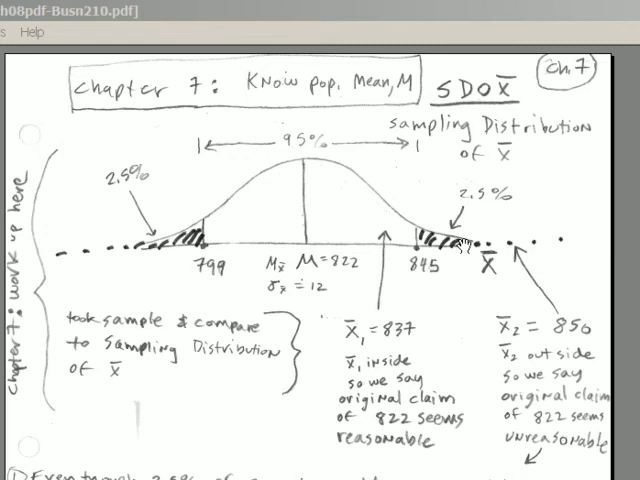 h08pdf-Busn210.pdf]
s Help
Chapter 7: Know pop. Mean, M
SDOX̅
Ch. 7
sampling Distribution
of X̅
95%
2.5%
2.5%
799
Mx̅ M = 822
σx̅ = 12
845
X̅
Chapter 7: work up here
took sample & compare
to Sampling Distribution
of X̅
X̅₁ = 837
X̅₁ inside
so we say
original claim
of 822 seems
reasonable
X̅₂ = 850
X̅₂ out side
so we say
original claim
of 822 seems
unreasonable